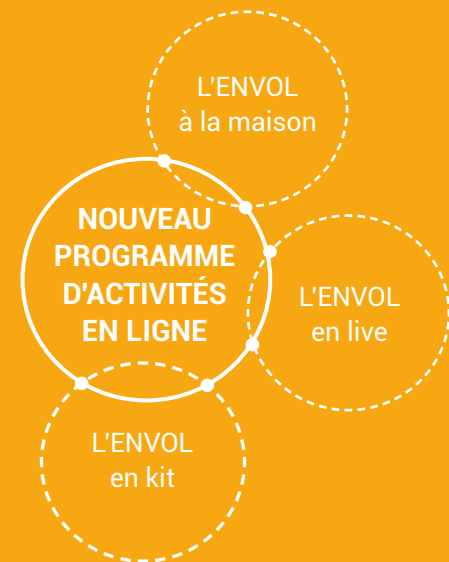 L'ENVOL
à la maison
NOUVEAU
PROGRAMME
D'ACTIVITÉS
EN LIGNE
L'ENVOL
en live
L'ENVOL
en kit